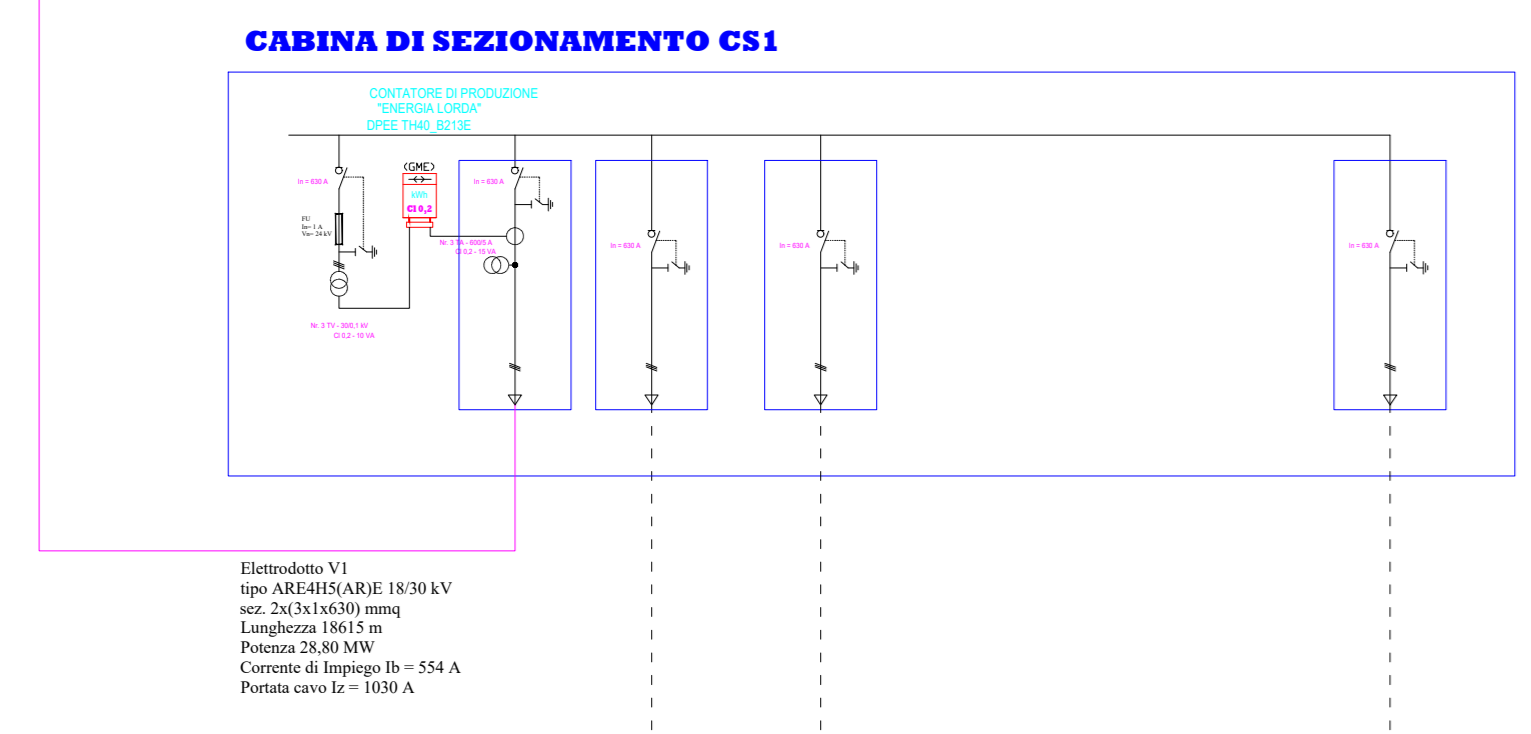 CABINA DI SEZIONAMENTO CS1
CONTATORE DI PRODUZIONE
"ENERGIA LORDA"
DPEE TH40_B213E
(GME)
kWh
Cl 0,2
In = 630 A
In = 630 A
FU
In= 1 A
Vn= 24 kV
Nr. 3 TA - 600/5 A
Cl 0,2 - 15 VA
In = 630 A
In = 630 A
In = 630 A
Nr. 3 TV - 30/0,1 kV
Cl 0,2 - 10 VA
Elettrodotto V1
tipo ARE4H5(AR)E 18/30 kV
sez. 2x(3x1x630) mmq
Lunghezza 18615 m
Potenza 28,80 MW
Corrente di Impiego Ib = 554 A
Portata cavo Iz = 1030 A